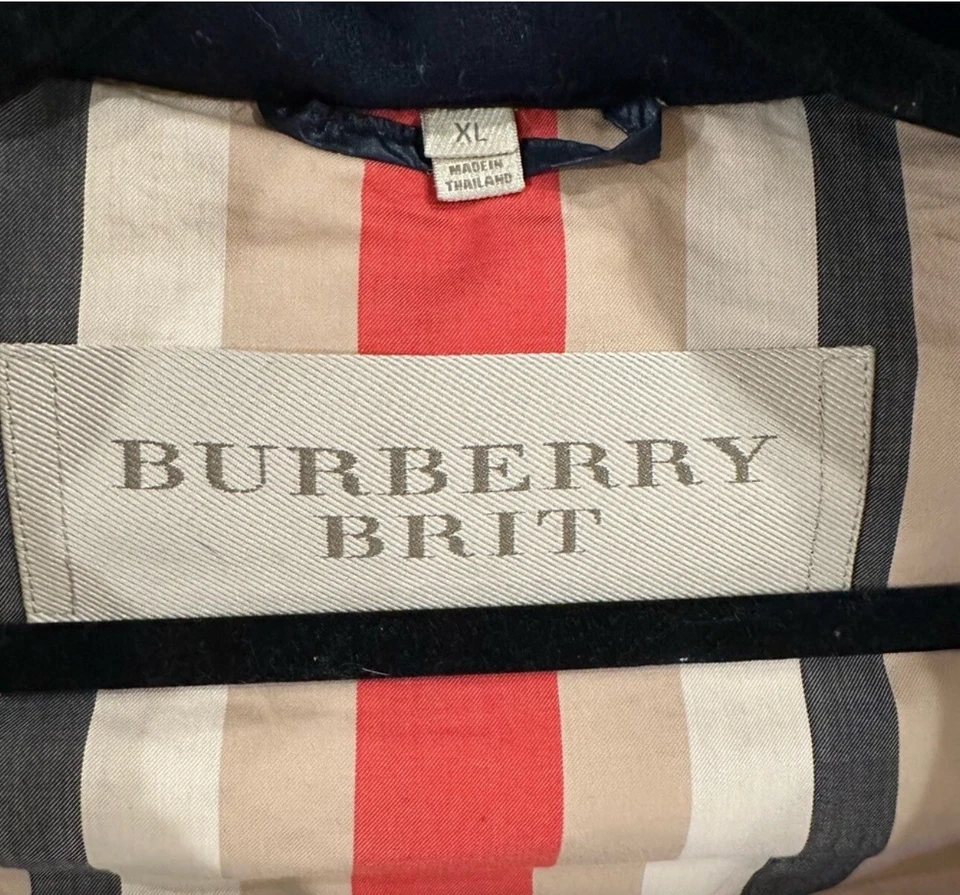 XL
MADE IN
THAILAND
BURBERRY
BRIT